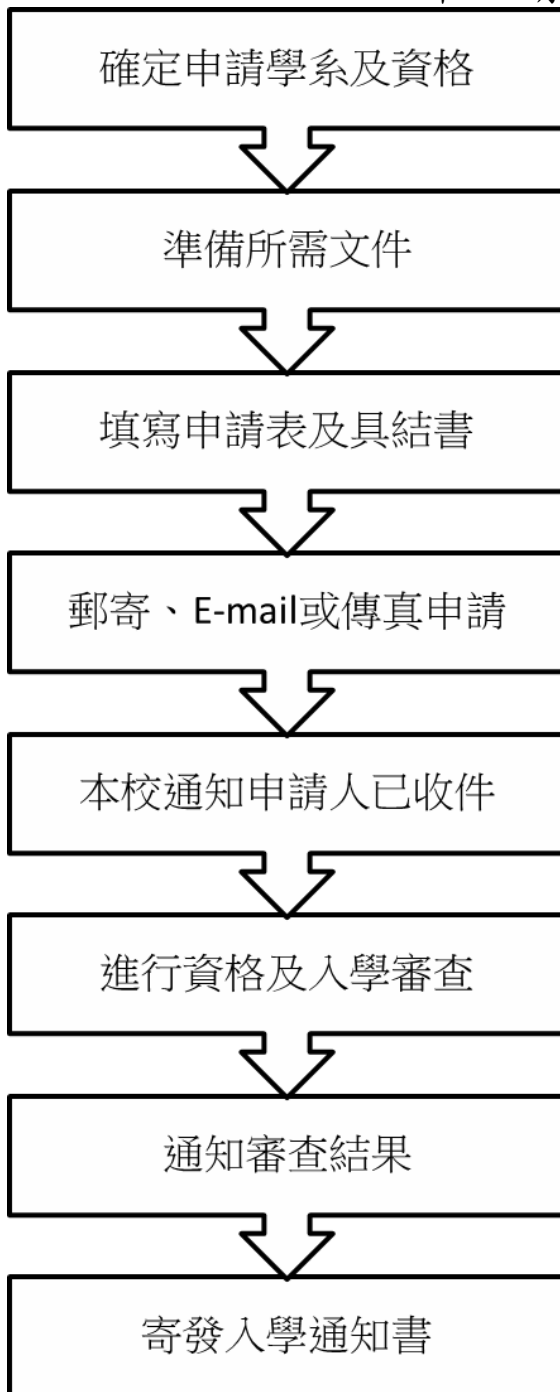 確定申請學系及資格
準備所需文件
填寫申請表及具結書
郵寄、E-mail或傳真申請
本校通知申請人已收件
進行資格及入學審查
通知審查結果
寄發入學通知書